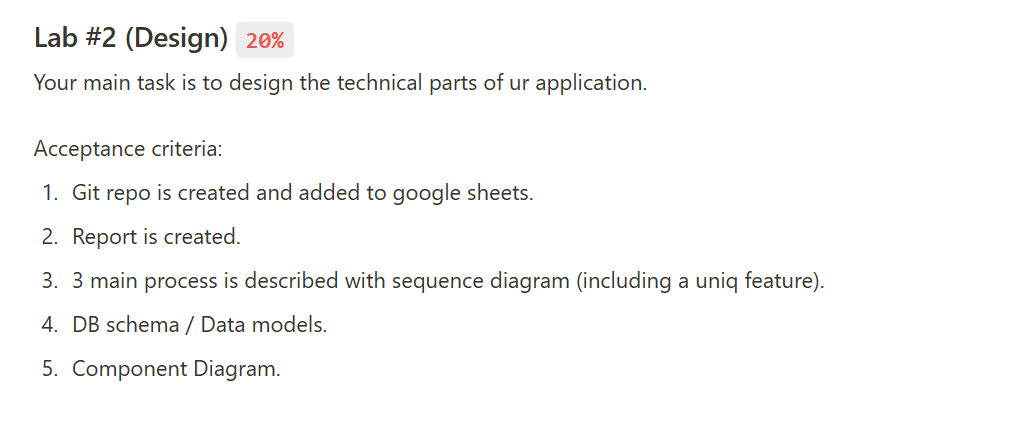 Lab #2 (Design) 20%
Your main task is to design the technical parts of ur application.
Acceptance criteria:
1. Git repo is created and added to google sheets.
2. Report is created.
3. 3 main process is described with sequence diagram (including a uniq feature).
4. DB schema / Data models.
5. Component Diagram.